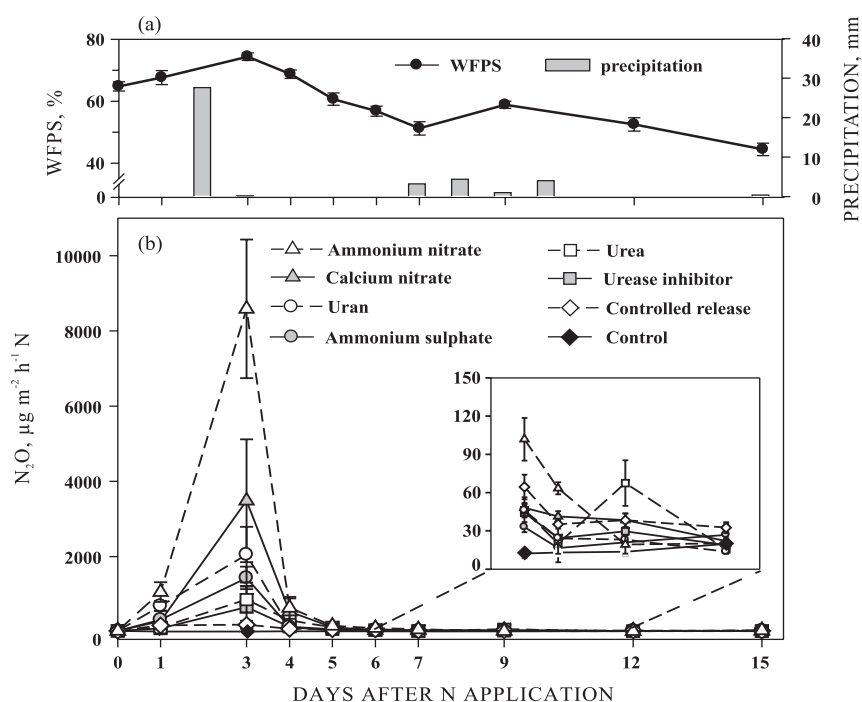 (a)
80
60
40
0
WFPS, %
WFPS
precipitation
40
30
20
10
0
PRECIPITATION, mm
(b)
10000
8000
6000
4000
2000
0
N₂O, µg m⁻² h⁻¹ N
Ammonium nitrate
Calcium nitrate
Uran
Ammonium sulphate
Urea
Urease inhibitor
Controlled release
Control
150
120
90
60
30
0
0 1 3 4 5 6 7 9 12 15
DAYS AFTER N APPLICATION